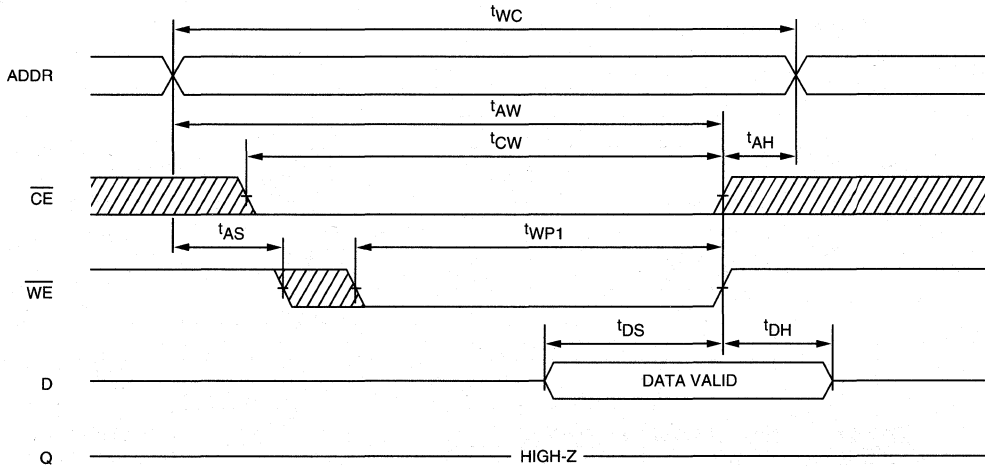 tWC
ADDR
tAW
tCW
tAH
CE
tAS
tWP1
WE
tDS
tDH
D
DATA VALID
Q
HIGH-Z